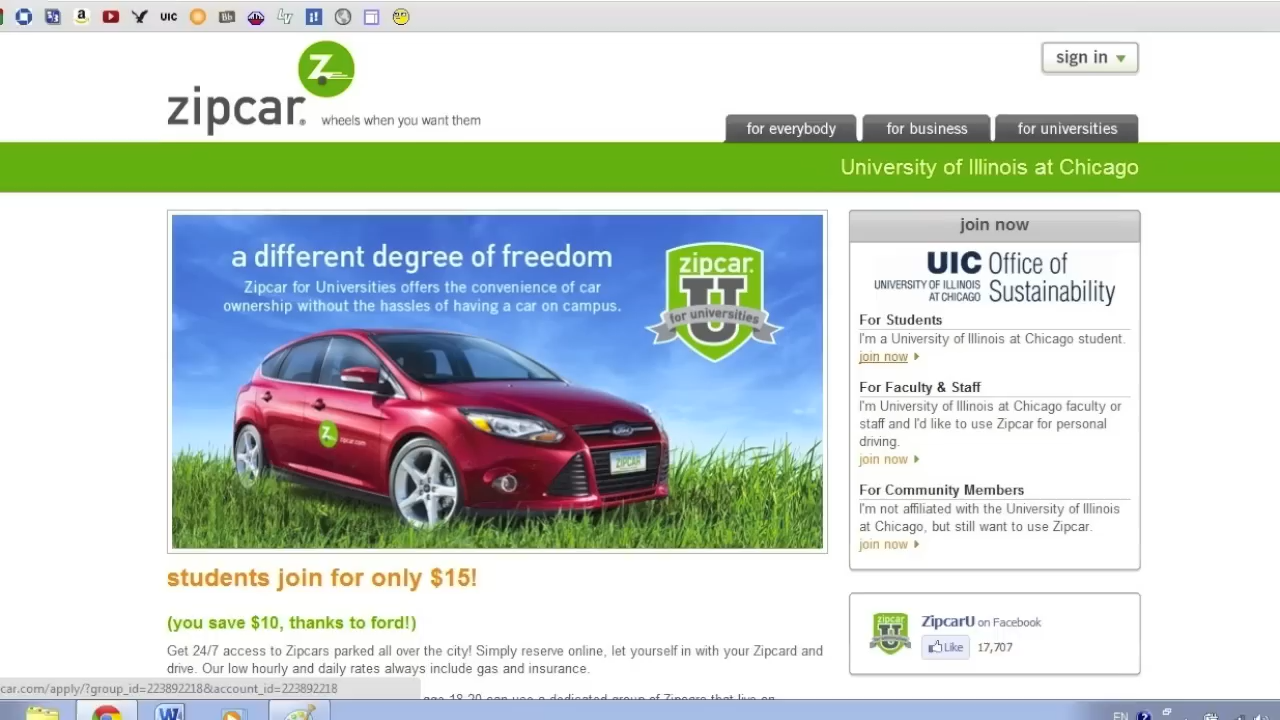 UIC
zipcar.
wheels when you want them
sign in
for everybody
for business
for universities
University of Illinois at Chicago
a different degree of freedom
Zipcar for Universities offers the convenience of car
ownership without the hassles of having a car on campus.
zipcar.
U
for universities
zipcar.com
ZIPCAR
students join for only $15!
(you save $10, thanks to ford!)
Get 24/7 access to Zipcars parked all over the city! Simply reserve online, let yourself in with your Zipcard and
drive. Our low hourly and daily rates always include gas and insurance.
join now
UIC Office of
UNIVERSITY OF ILLINOIS
AT CHICAGO
Sustainability
For Students
I'm a University of Illinois at Chicago student.
join now
For Faculty & Staff
I'm University of Illinois at Chicago faculty or
staff and I'd like to use Zipcar for personal
driving.
join now
For Community Members
I'm not affiliated with the University of Illinois
at Chicago, but still want to use Zipcar.
join now
zipcar
U
ZipcarU on Facebook
Like 17,707
car.com/apply/?group_id=223892218&account_id=223892218
EN